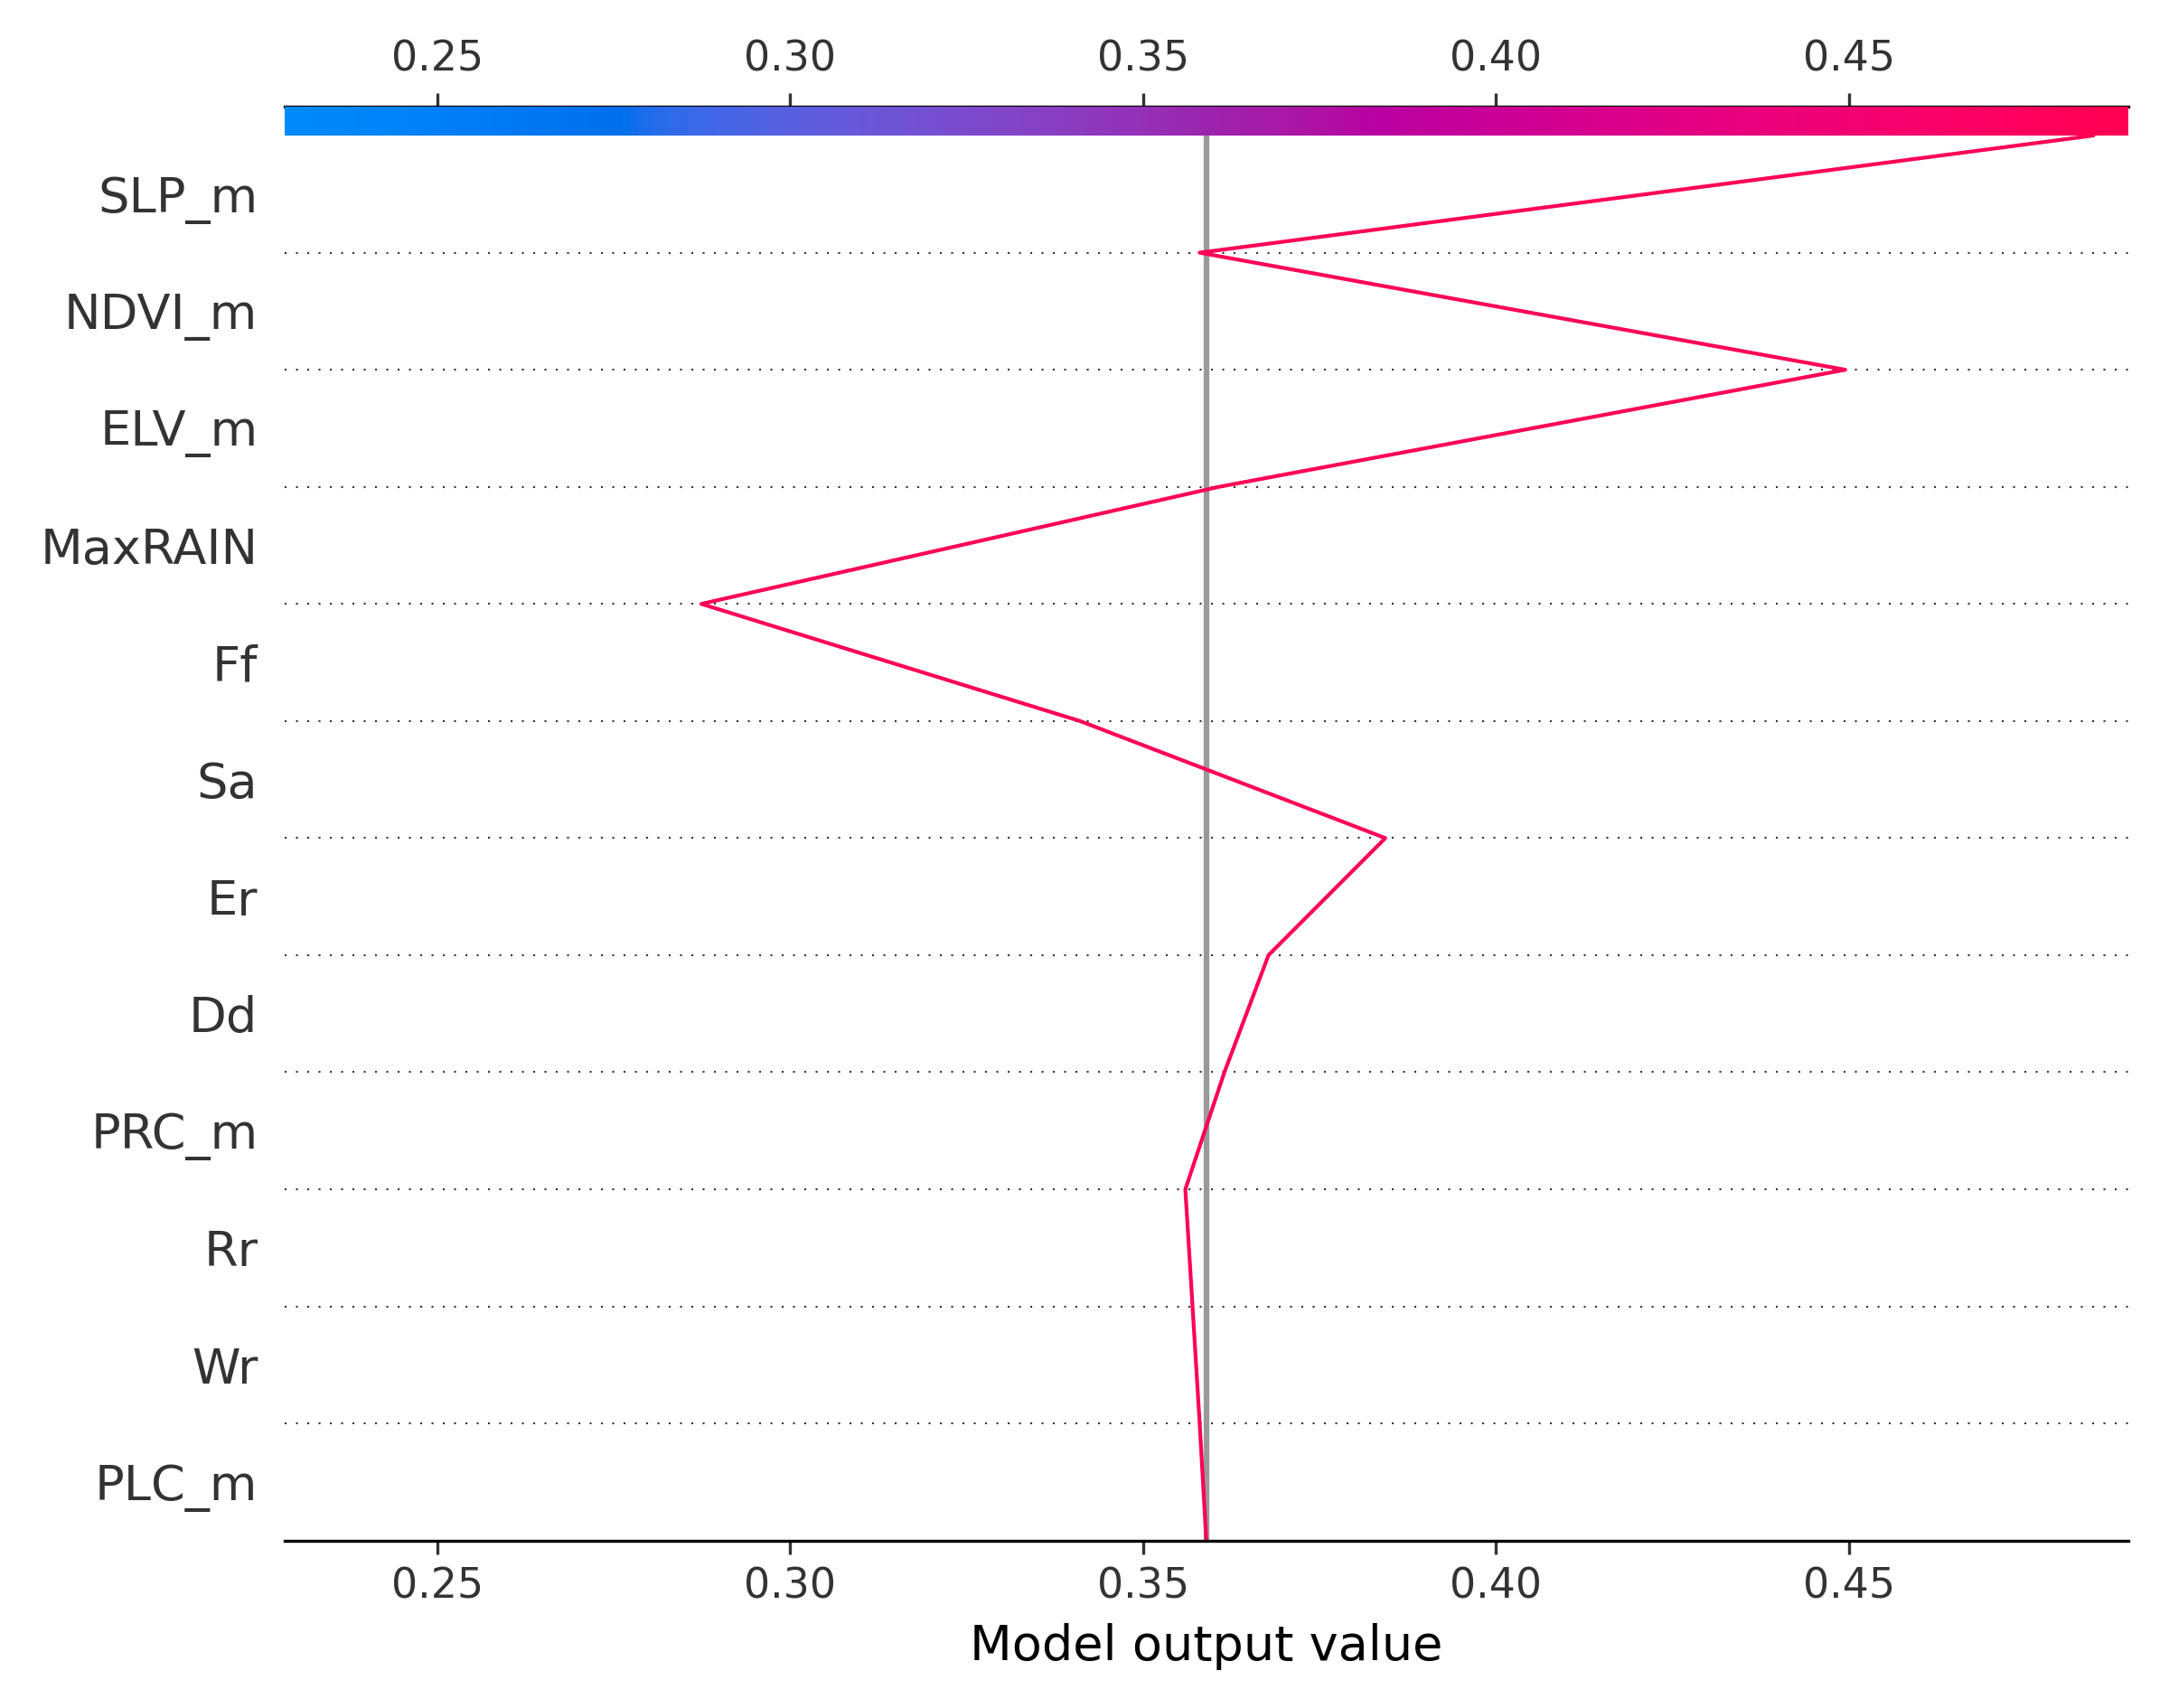 0.25 0.30 0.35 0.40 0.45
SLP_m
NDVI_m
ELV_m
MaxRAIN
Ff
Sa
Er
Dd
PRC_m
Rr
Wr
PLC_m
0.25 0.30 0.35 0.40 0.45
Model output value